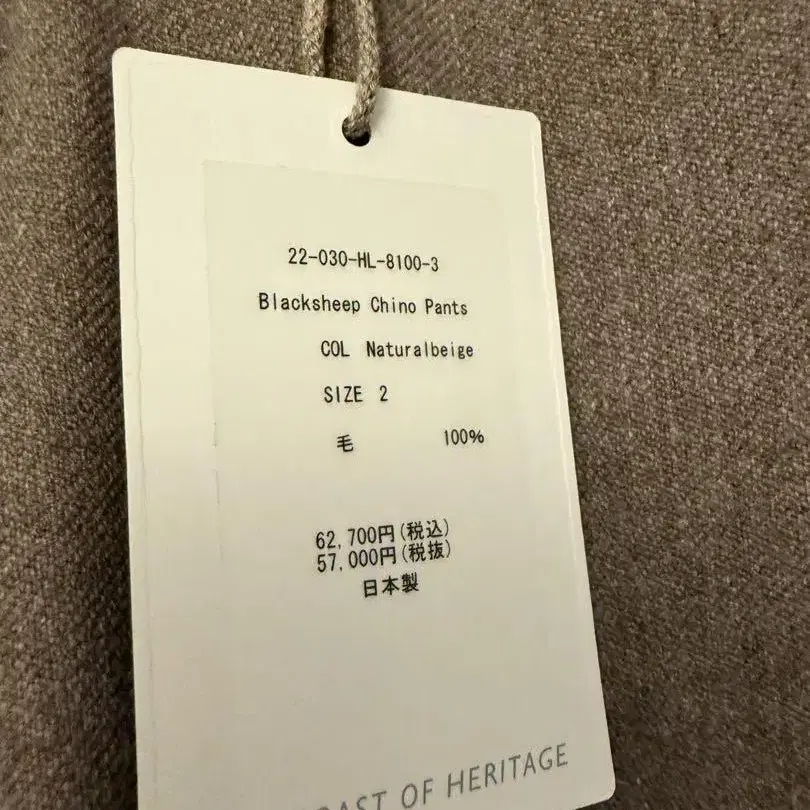 22-030-HL-8100-3
Blacksheep Chino Pants
COL Naturalbeige
SIZE 2
毛 100%
62,700円(税込)
57,000円(税抜)
日本製
OF HERITAGE